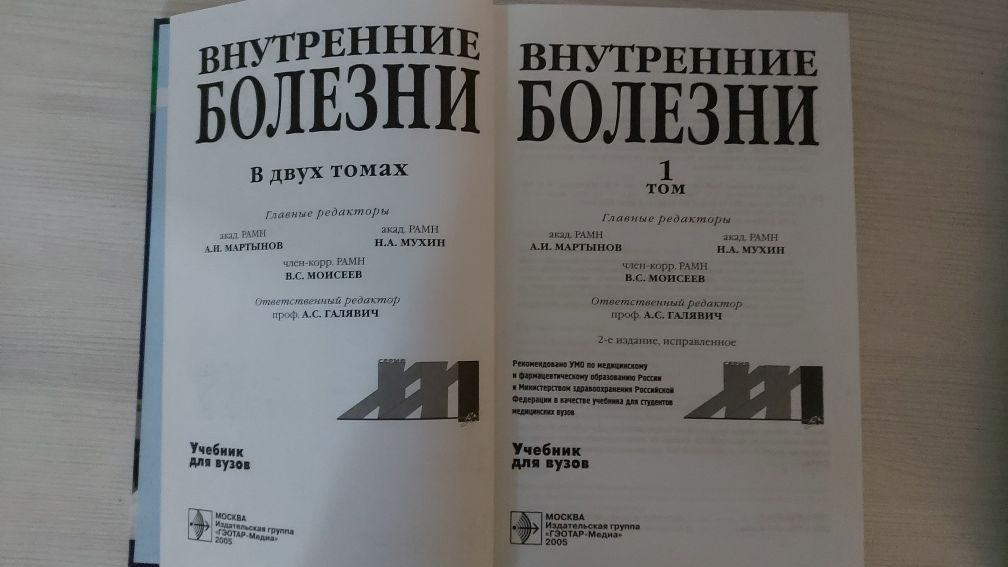 ВНУТРЕННИЕ
БОЛЕЗНИ
В двух томах
Главные редакторы
акад. РАМН
А.И. МАРТЫНОВ
акад. РАМН
Н.А. МУХИН
член-корр. РАМН
В.С. МОИСЕЕВ
Ответственный редактор
проф. А.С. ГАЛЯВИЧ
серия
XXI
Учебник
для вузов
МОСКВА
Издательская группа
«ГЭОТАР-Медиа»
2005
ВНУТРЕННИЕ
БОЛЕЗНИ
1
ТОМ
Главные редакторы
акад. РАМН
А.И. МАРТЫНОВ
акад. РАМН
Н.А. МУХИН
член-корр. РАМН
В.С. МОИСЕЕВ
Ответственный редактор
проф. А.С. ГАЛЯВИЧ
2-е издание, исправленное
Рекомендовано УМО по медицинскому
и фармацевтическому образованию России
и Министерством здравоохранения Российской
Федерации в качестве учебника для студентов
медицинских вузов
XXI
Учебник
для вузов
МОСКВА
Издательская группа
«ГЭОТАР-Медиа»
2005